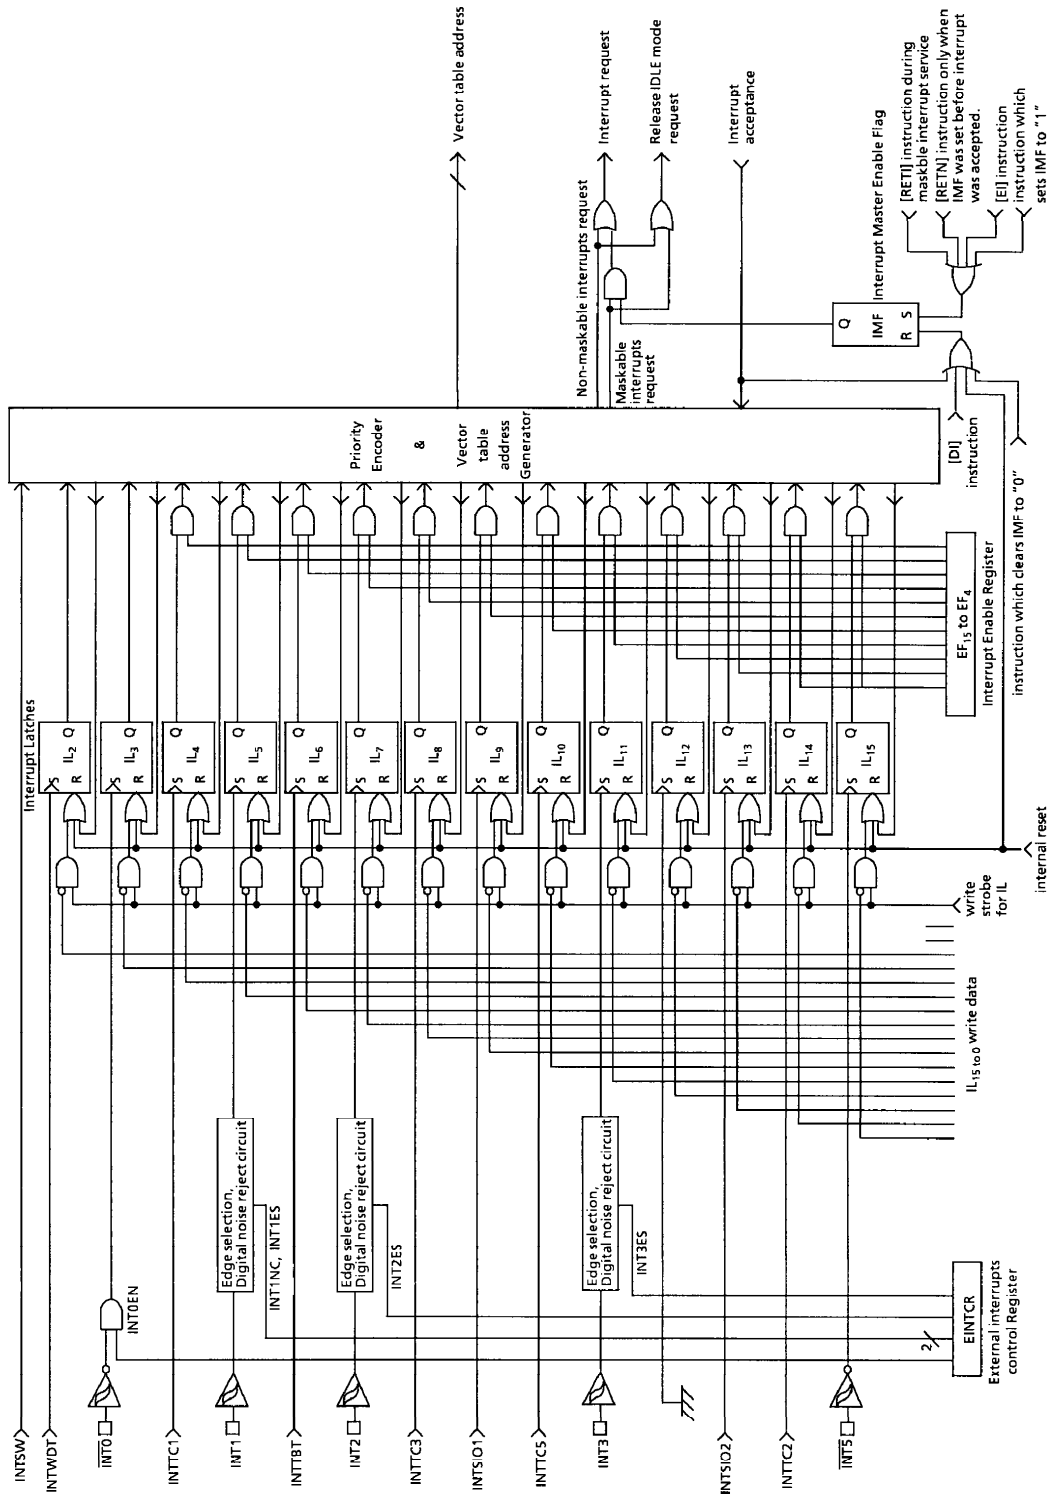 INTSW
INTWDT
INT0
INTTC1
INT1
INTTBT
INT2
INTTC3
INTSIO1
INTTC5
INT3
INTSIO2
INTTC2
INT5
INT0EN
Edge selection,
Digital noise reject circuit
INT1NC, INT1ES
Edge selection,
Digital noise reject circuit
INT2ES
Edge selection,
Digital noise reject circuit
INT3ES
2
EINTCR
External interrupts
control Register
IL15 to 0 write data
write
strobe
for IL
internal reset
Interrupt Latches
S
R
Q
IL2
S
R
Q
IL3
S
R
Q
IL4
S
R
Q
IL5
S
R
Q
IL6
S
R
Q
IL7
S
R
Q
IL8
S
R
Q
IL9
S
R
Q
IL10
S
R
Q
IL11
S
R
Q
IL12
S
R
Q
IL13
S
R
Q
IL14
S
R
Q
IL15
EF15 to EF4
Interrupt Enable Register
instruction which clears IMF to "0"
Priority
Encoder
&
Vector
table
address
Generator
[DI]
instruction
Vector table address
Non-maskable interrupts request
Maskable
interrupts
request
Interrupt request
Release IDLE mode
request
Interrupt
acceptance
Q
IMF
R S
Interrupt Master Enable Flag
[RETI] instruction during
maskble interrupt service
[RETN] instruction only when
IMF was set before interrupt
was accepted.
[EI] instruction
instruction which
sets IMF to "1"